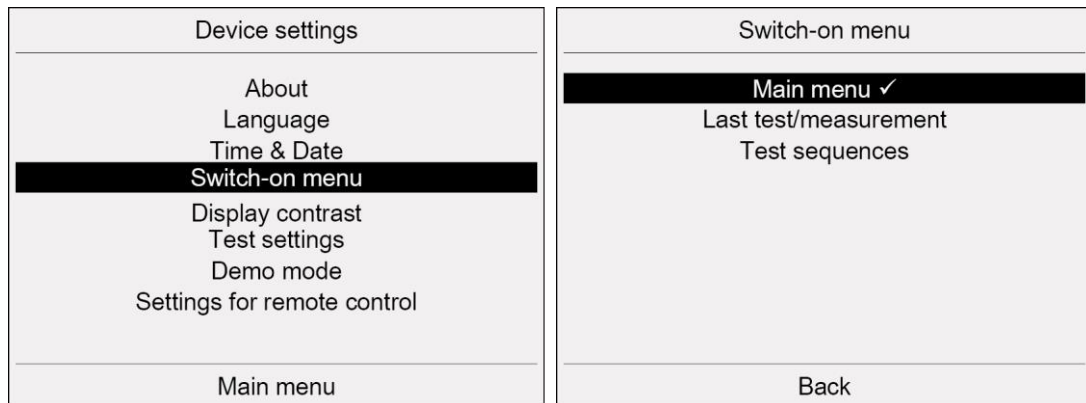 Device settings
About
Language
Time & Date
Switch-on menu
Display contrast
Test settings
Demo mode
Settings for remote control
Main menu
Switch-on menu
Main menu ✓
Last test/measurement
Test sequences
Back